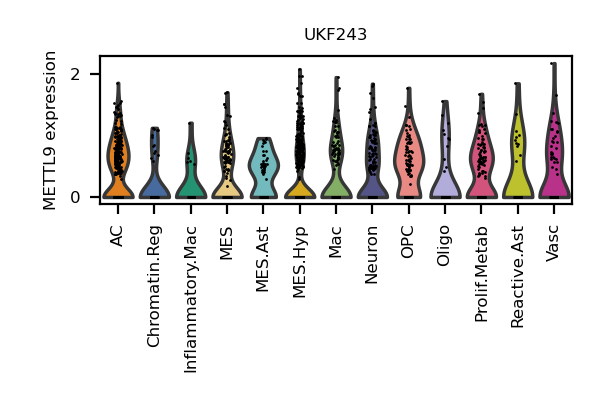 UKF243
METTL9 expression
2
0
AC
Chromatin.Reg
Inflammatory.Mac
MES
MES.Ast
MES.Hyp
Mac
Neuron
OPC
Oligo
Prolif.Metab
Reactive.Ast
Vasc